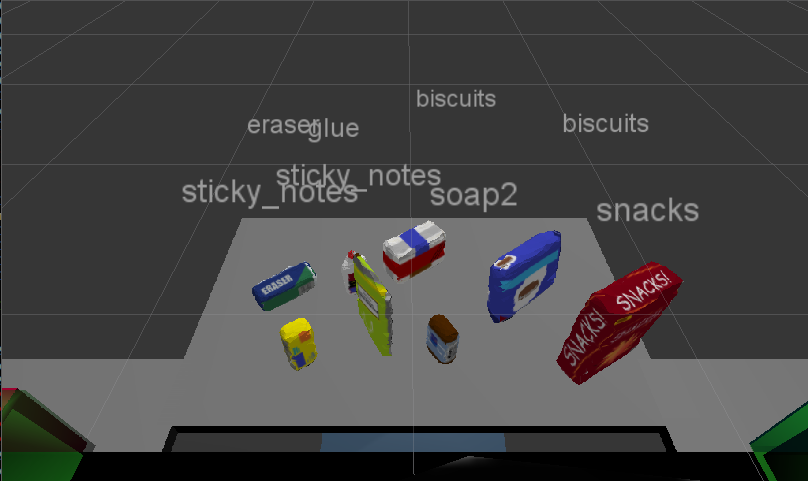 biscuits
eraser
glue
biscuits
sticky_notes
sticky_notes
soap2
snacks
ERASER
SNACKS!
SNACKS!